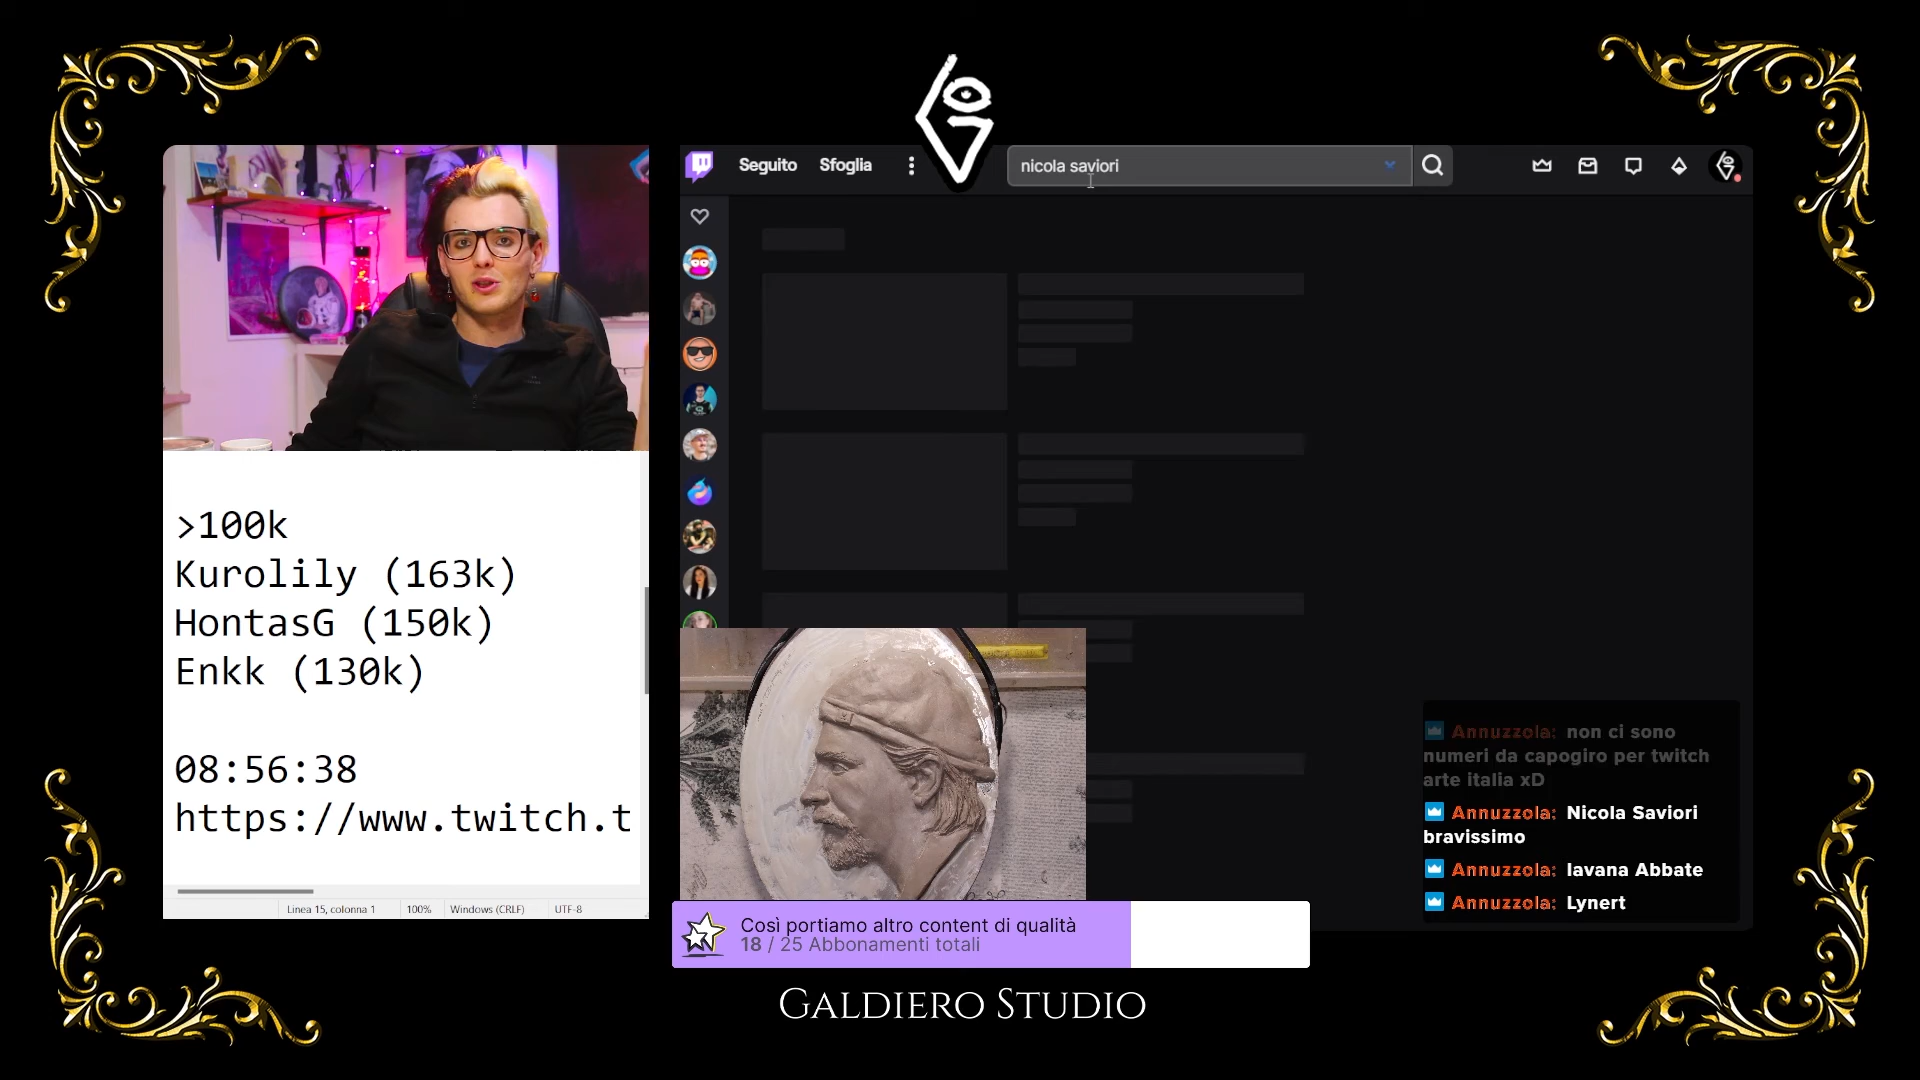 Seguito
Sfoglia
nicola saviori
>100k
Kurolily (163k)
HontasG (150k)
Enkk (130k)
08:56:38
https://www.twitch.t
Linea 15, colonna 1
100%
Windows (CRLF)
UTF-8
Annuzzola: non ci sono
numeri da capogiro per twitch
arte italia xD
Annuzzola: Nicola Saviori
bravissimo
Annuzzola: Iavana Abbate
Annuzzola: Lynert
Così portiamo altro content di qualità
18 / 25 Abbonamenti totali
GALDIERO STUDIO